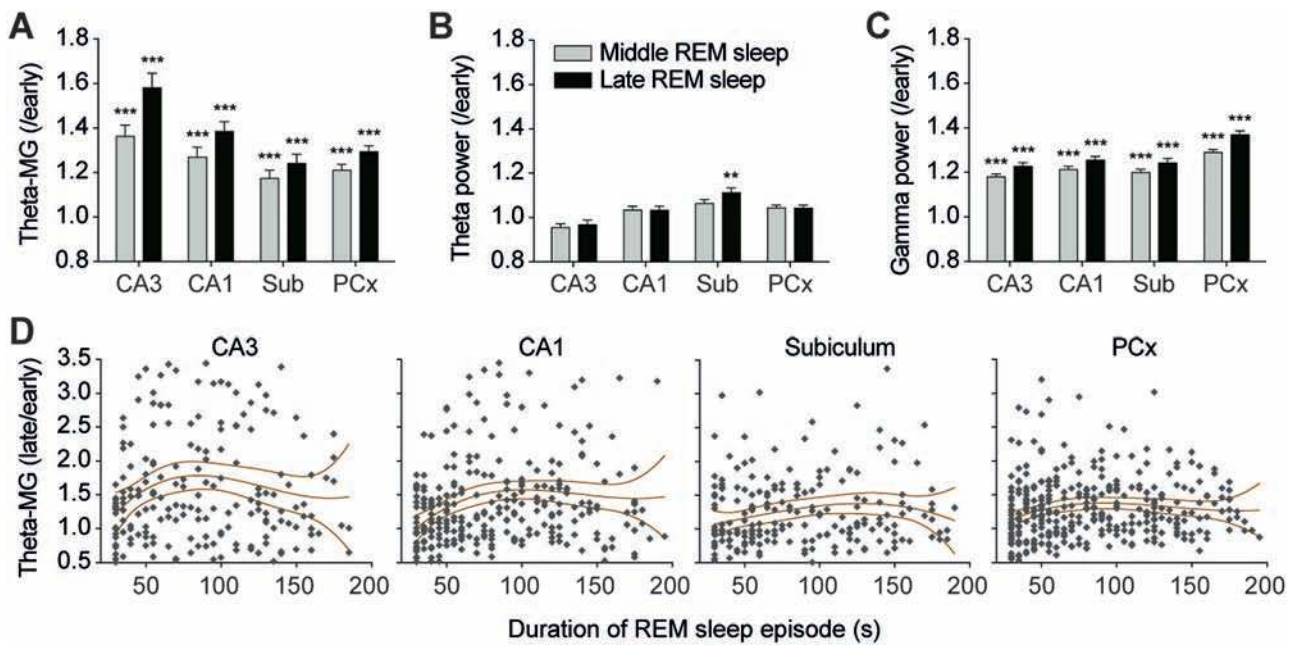 A
Theta-MG (/early)
1.8
1.6
1.4
1.2
1.0
0.8
*** *** *** *** *** *** *** ***
CA3 CA1 Sub PCx
B
Theta power (/early)
1.8
1.6
1.4
1.2
1.0
0.8
Middle REM sleep
Late REM sleep
**
CA3 CA1 Sub PCx
C
Gamma power (/early)
1.8
1.6
1.4
1.2
1.0
0.8
*** *** *** *** *** *** *** ***
CA3 CA1 Sub PCx
D
Theta-MG (late/early)
3.5
3.0
2.5
2.0
1.5
1.0
0.5
CA3
50 100 150 200
CA1
50 100 150 200
Subiculum
50 100 150 200
PCx
50 100 150 200
Duration of REM sleep episode (s)